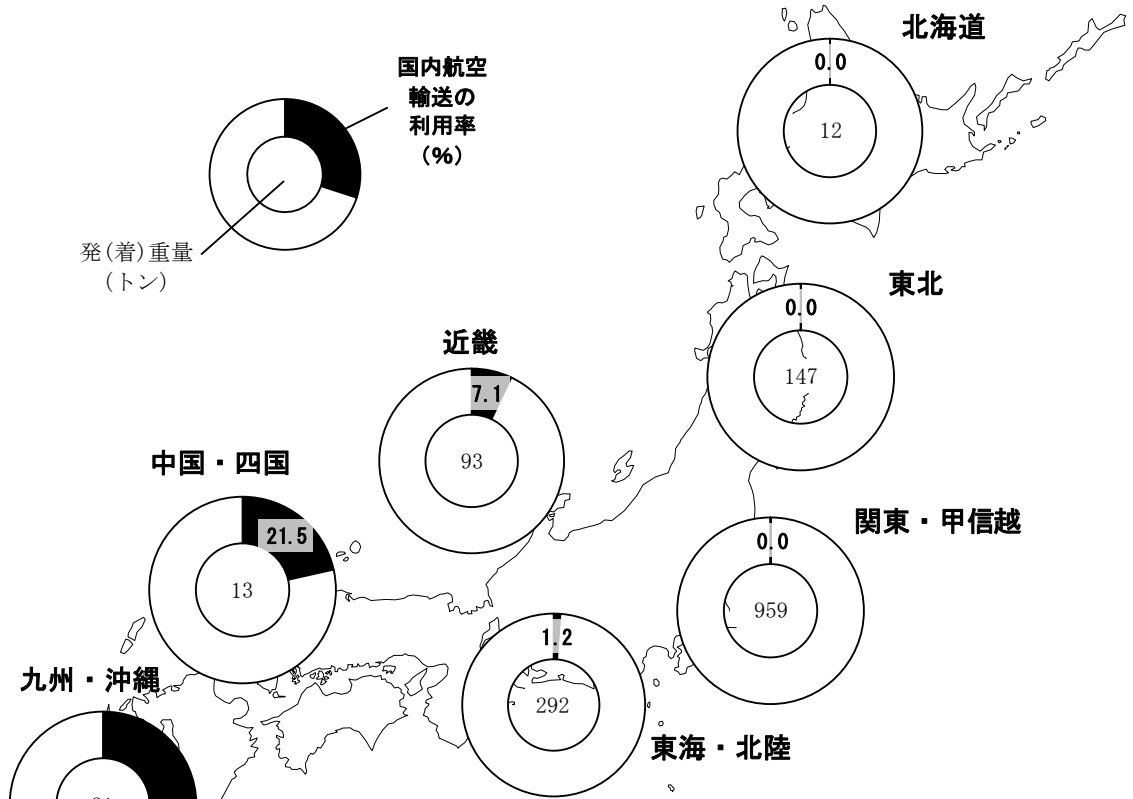 北海道
0.0
12
国内航空
輸送の
利用率
（%）
発(着)重量
(トン)
東北
0.0
147
近畿
7.1
93
中国・四国
21.5
13
関東・甲信越
0.0
959
九州・沖縄
1.2
292
東海・北陸